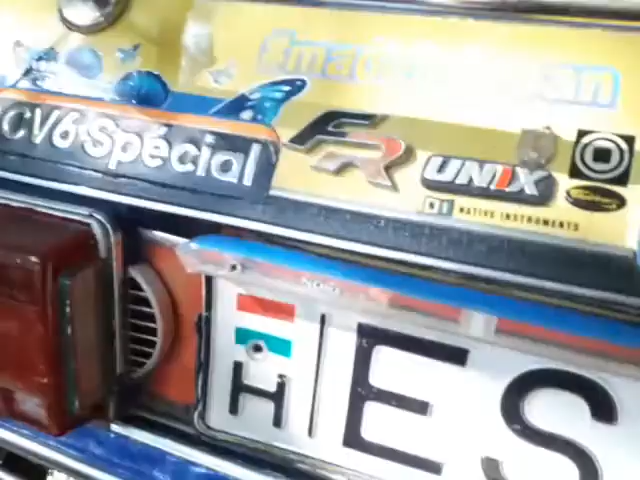 CV6 Spécial
FR
UNIX
NATIVE INSTRUMENTS
H
ES